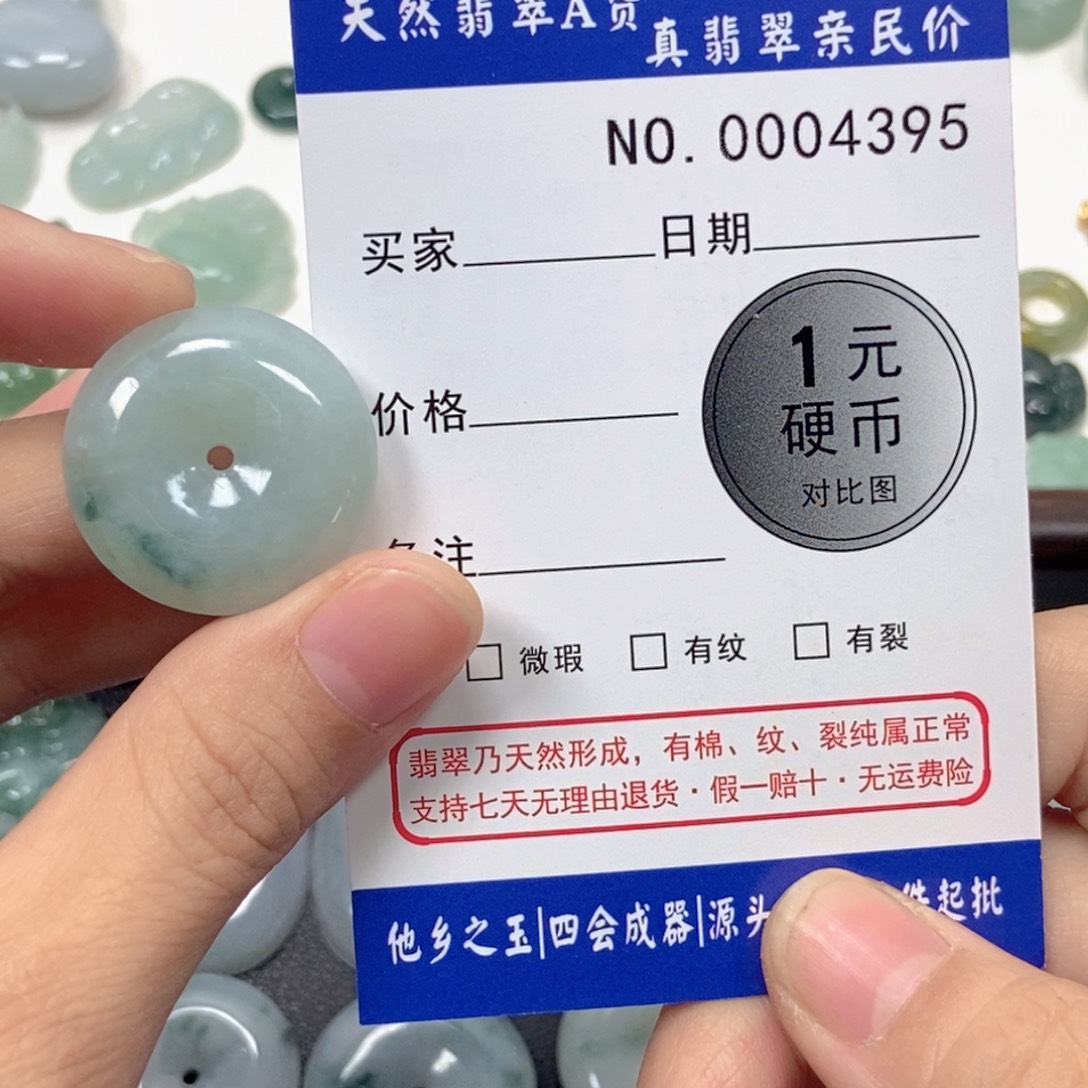 天然翡翠A货
真翡翠亲民价
NO. 0004395
买家 日期
价格
1元
硬币
对比图
备注
微瑕 有纹 有裂
翡翠乃天然形成，有棉、纹、裂纯属正常
支持七天无理由退货·假一赔十·无运费险
他乡之玉|四会成器|源头 件起批